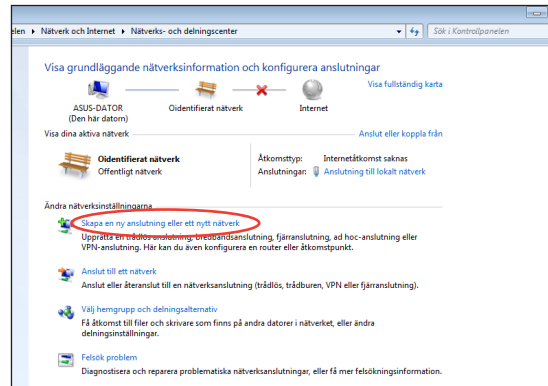 elen ▸ Nätverk och Internet ▸ Nätverks- och delningscenter
Sök i Kontrollpanelen
Visa grundläggande nätverksinformation och konfigurera anslutningar
Visa fullständig karta
ASUS-DATOR
(Den här datorn)
Oidentifierat nätverk
Internet
Visa dina aktiva nätverk
Anslut eller koppla från
Oidentifierat nätverk
Offentligt nätverk
Åtkomsttyp: Internetåtkomst saknas
Anslutningar: Anslutning till lokalt nätverk
Ändra nätverksinställningarna
Skapa en ny anslutning eller ett nytt nätverk
Upprätta en trådlös anslutning, bredbandsanslutning, fjärranslutning, ad hoc-anslutning eller
VPN-anslutning. Här kan du även konfigurera en router eller åtkomstpunkt.
Anslut till ett nätverk
Anslut eller återanslut till en nätverksanslutning (trådlös, trådburen, VPN eller fjärranslutning).
Välj hemgrupp och delningsalternativ
Få åtkomst till filer och skrivare som finns på andra datorer i nätverket, eller ändra
delningsinställningar.
Felsök problem
Diagnostisera och reparera problematiska nätverksanslutningar, eller få mer felsökningsinformation.